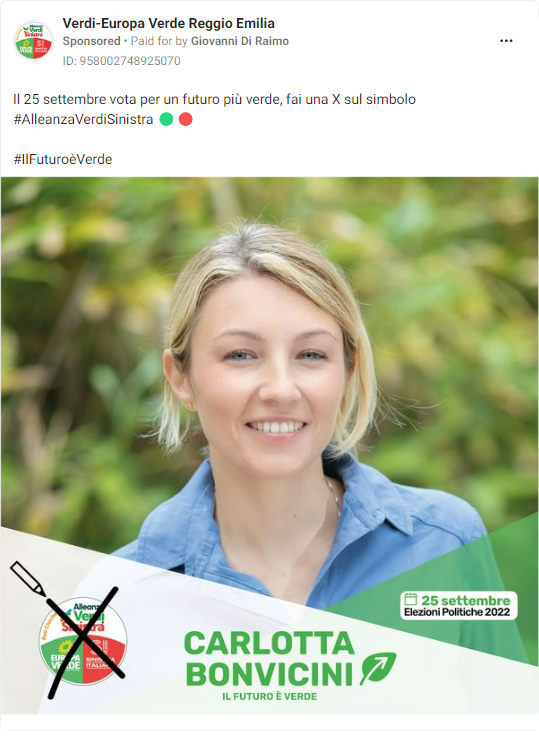 Verdi-Europa Verde Reggio Emilia
Sponsored • Paid for by Giovanni Di Raimo
ID: 958002748925070
Il 25 settembre vota per un futuro più verde, fai una X sul simbolo
#AlleanzaVerdiSinistra
#IlFuturoèVerde
25 settembre
Elezioni Politiche 2022
Alleanza
Verdi
Sinistra
EUROPA
VERDE
SI
SINISTRA
ITALIANA
CARLOTTA
BONVICINI
IL FUTURO È VERDE